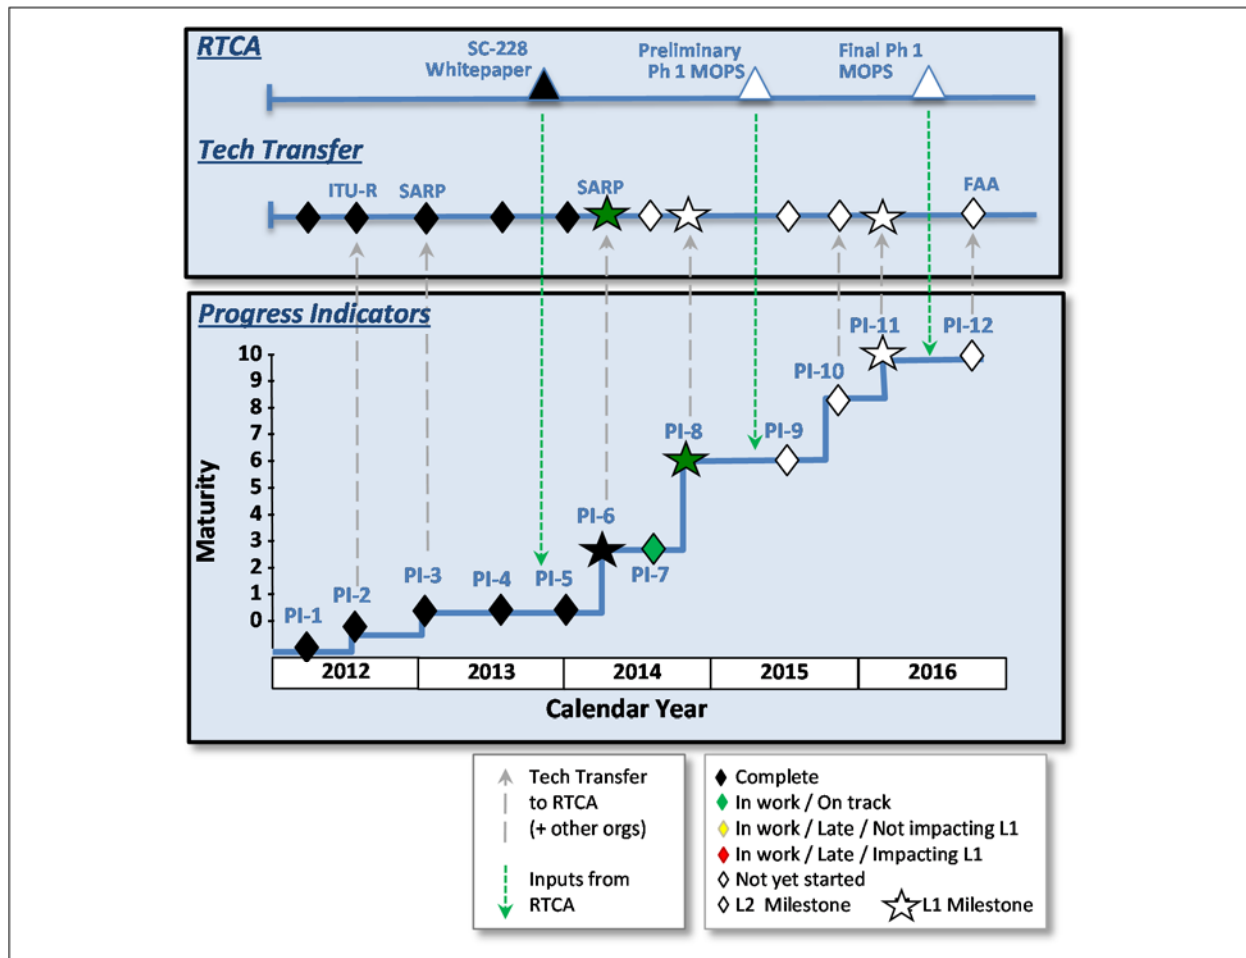 RTCA
SC-228
Whitepaper
Preliminary
Ph 1 MOPS
Final Ph 1
MOPS
Tech Transfer
ITU-R
SARP
SARP
FAA
Progress Indicators
Maturity
10
9
8
7
6
5
4
3
2
1
0
PI-1
PI-2
PI-3
PI-4
PI-5
PI-6
PI-7
PI-8
PI-9
PI-10
PI-11
PI-12
2012
2013
2014
2015
2016
Calendar Year
Tech Transfer
to RTCA
(+ other orgs)
Inputs from
RTCA
Complete
In work / On track
In work / Late / Not impacting L1
In work / Late / Impacting L1
Not yet started
L2 Milestone
L1 Milestone